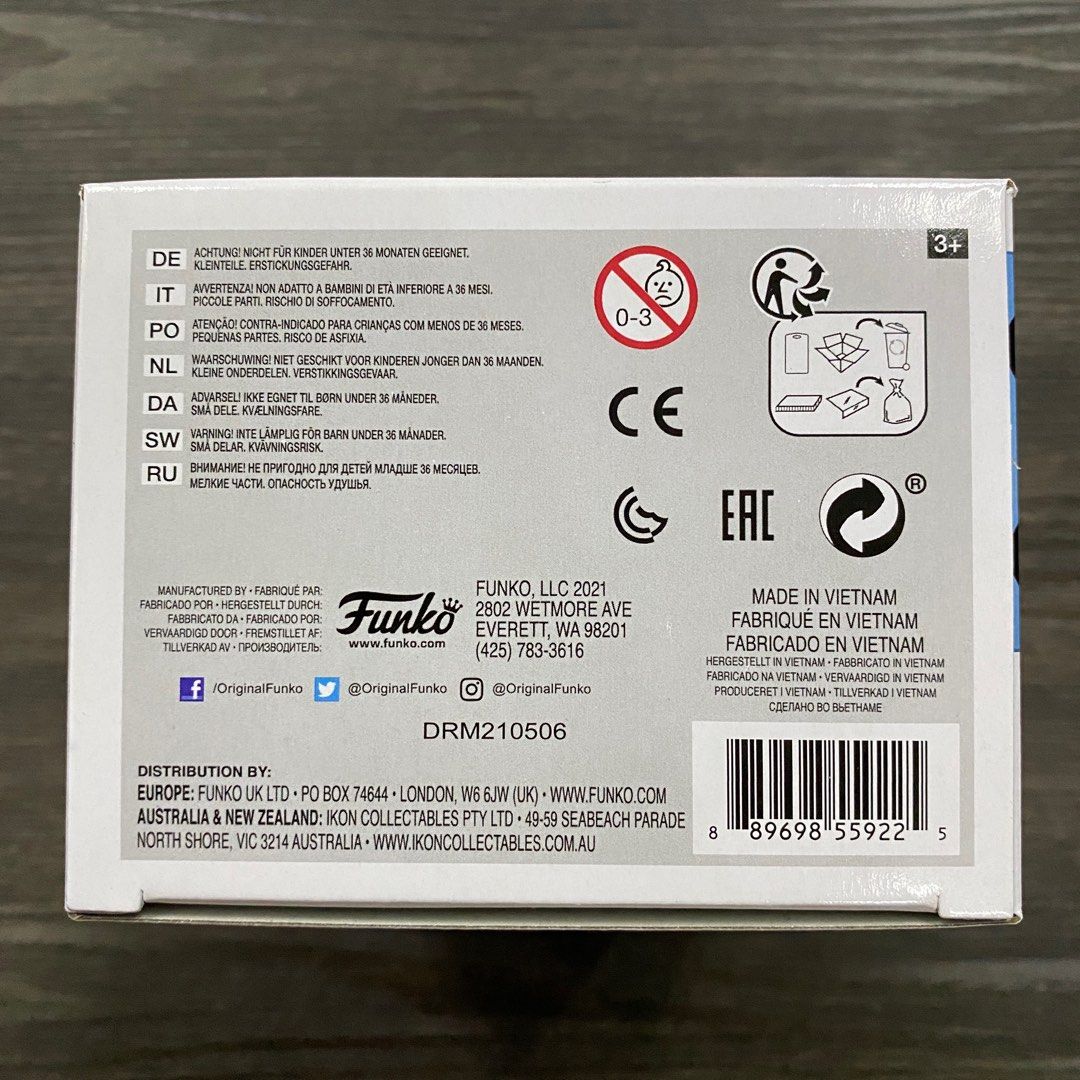 3+
DE ACHTUNG! NICHT FÜR KINDER UNTER 36 MONATEN GEEIGNET.
KLEINTEILE. ERSTICKUNGSGEFAHR.
IT AVVERTENZA! NON ADATTO A BAMBINI DI ETÀ INFERIORE A 36 MESI.
PICCOLE PARTI. RISCHIO DI SOFFOCAMENTO.
PO ATENÇÃO! CONTRA-INDICADO PARA CRIANÇAS COM MENOS DE 36 MESES.
PEQUENAS PARTES. RISCO DE ASFIXIA.
NL WAARSCHUWING! NIET GESCHIKT VOOR KINDEREN JONGER DAN 36 MAANDEN.
KLEINE ONDERDELEN. VERSTIKKINGSGEVAAR.
DA ADVARSEL! IKKE EGNET TIL BØRN UNDER 36 MÅNEDER.
SMÅ DELE. KVÆLNINGSFARE.
SW VARNING! INTE LÄMPLIG FÖR BARN UNDER 36 MÅNADER.
SMÅ DELAR. KVÄVNINGSRISK.
RU ВНИМАНИЕ! НЕ ПРИГОДНО ДЛЯ ДЕТЕЙ МЛАДШЕ 36 МЕСЯЦЕВ.
МЕЛКИЕ ЧАСТИ. ОПАСНОСТЬ УДУШЬЯ.
0-3
CE
EAC
®
MANUFACTURED BY • FABRIQUÉ PAR:
FABRICADO POR • HERGESTELLT DURCH:
FABBRICATO DA • FABRICADO POR:
VERVAARDIGD DOOR • FREMSTILLET AF:
TILLVERKAD AV • ПРОИЗВОДИТЕЛЬ:
Funko
www.funko.com
FUNKO, LLC 2021
2802 WETMORE AVE
EVERETT, WA 98201
(425) 783-3616
/OriginalFunko @OriginalFunko @OriginalFunko
DRM210506
MADE IN VIETNAM
FABRIQUÉ EN VIETNAM
FABRICADO EN VIETNAM
HERGESTELLT IN VIETNAM • FABBRICATO IN VIETNAM
FABRICADO NA VIETNAM • VERVAARDIGD IN VIETNAM
PRODUCERET I VIETNAM • TILLVERKAD I VIETNAM
СДЕЛАНО ВО ВЬЕТНАМЕ
DISTRIBUTION BY:
EUROPE: FUNKO UK LTD • PO BOX 74644 • LONDON, W6 6JW (UK) • WWW.FUNKO.COM
AUSTRALIA & NEW ZEALAND: IKON COLLECTABLES PTY LTD • 49-59 SEABEACH PARADE
NORTH SHORE, VIC 3214 AUSTRALIA • WWW.IKONCOLLECTABLES.COM.AU
8 89698 55922 5